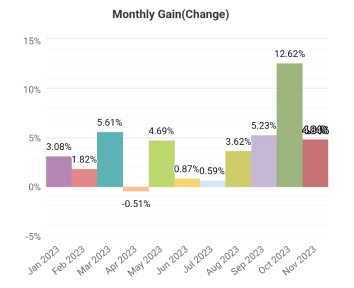 Monthly Gain(Change)
15%
10%
5%
0%
-5%
3.08%
1.82%
5.61%
-0.51%
4.69%
0.87%
0.59%
3.62%
5.23%
12.62%
Jan 2023
Feb 2023
Mar 2023
Apr 2023
May 2023
Jun 2023
Jul 2023
Aug 2023
Sep 2023
Oct 2023
Nov 2023